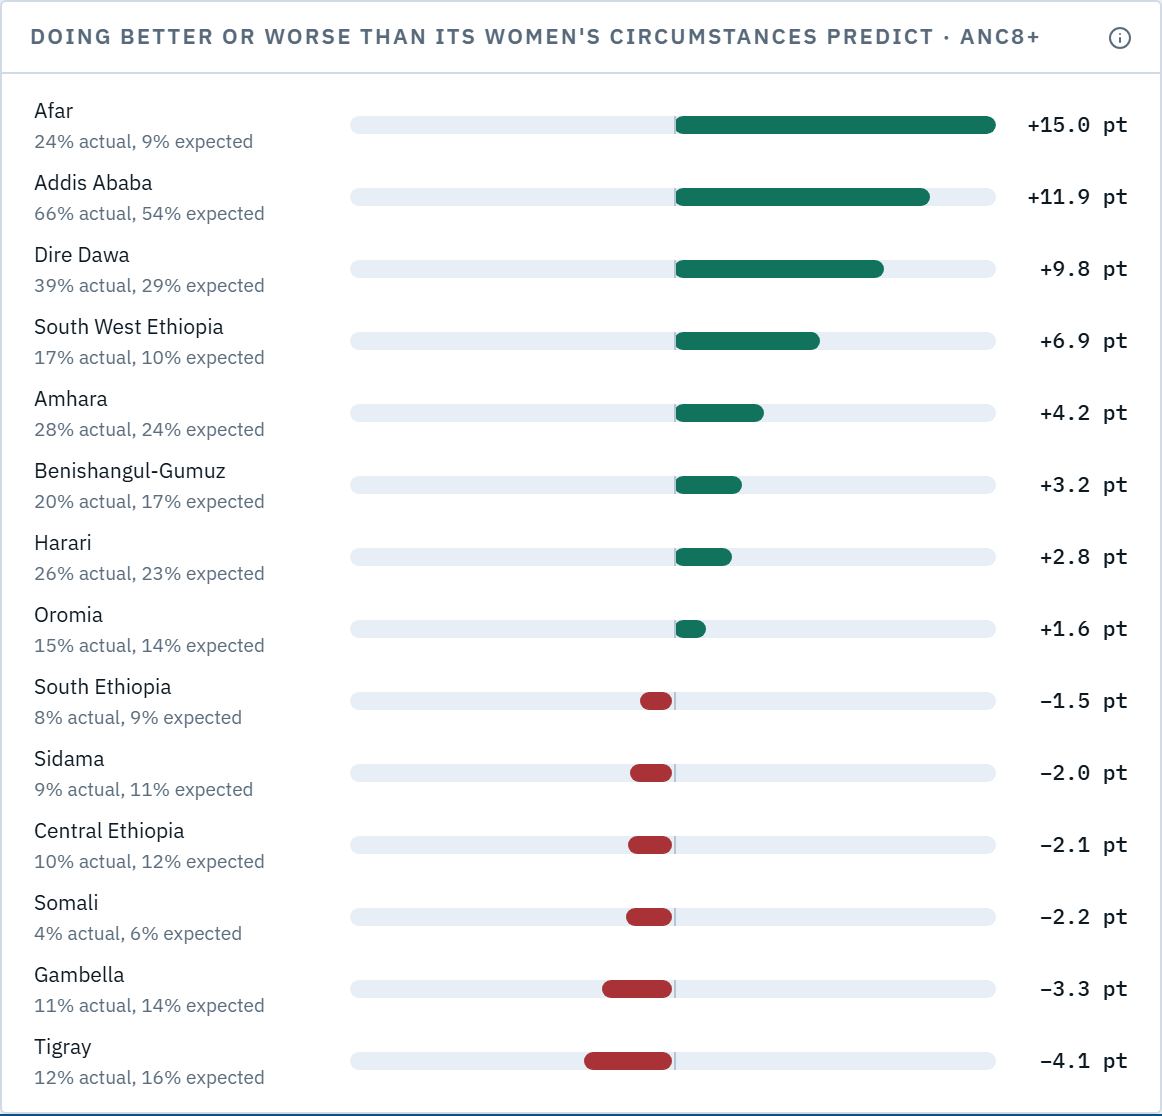 DOING BETTER OR WORSE THAN ITS WOMEN'S CIRCUMSTANCES PREDICT · ANC8+
Afar
24% actual, 9% expected
+15.0 pt
Addis Ababa
66% actual, 54% expected
+11.9 pt
Dire Dawa
39% actual, 29% expected
+9.8 pt
South West Ethiopia
17% actual, 10% expected
+6.9 pt
Amhara
28% actual, 24% expected
+4.2 pt
Benishangul-Gumuz
20% actual, 17% expected
+3.2 pt
Harari
26% actual, 23% expected
+2.8 pt
Oromia
15% actual, 14% expected
+1.6 pt
South Ethiopia
8% actual, 9% expected
−1.5 pt
Sidama
9% actual, 11% expected
−2.0 pt
Central Ethiopia
10% actual, 12% expected
−2.1 pt
Somali
4% actual, 6% expected
−2.2 pt
Gambella
11% actual, 14% expected
−3.3 pt
Tigray
12% actual, 16% expected
−4.1 pt